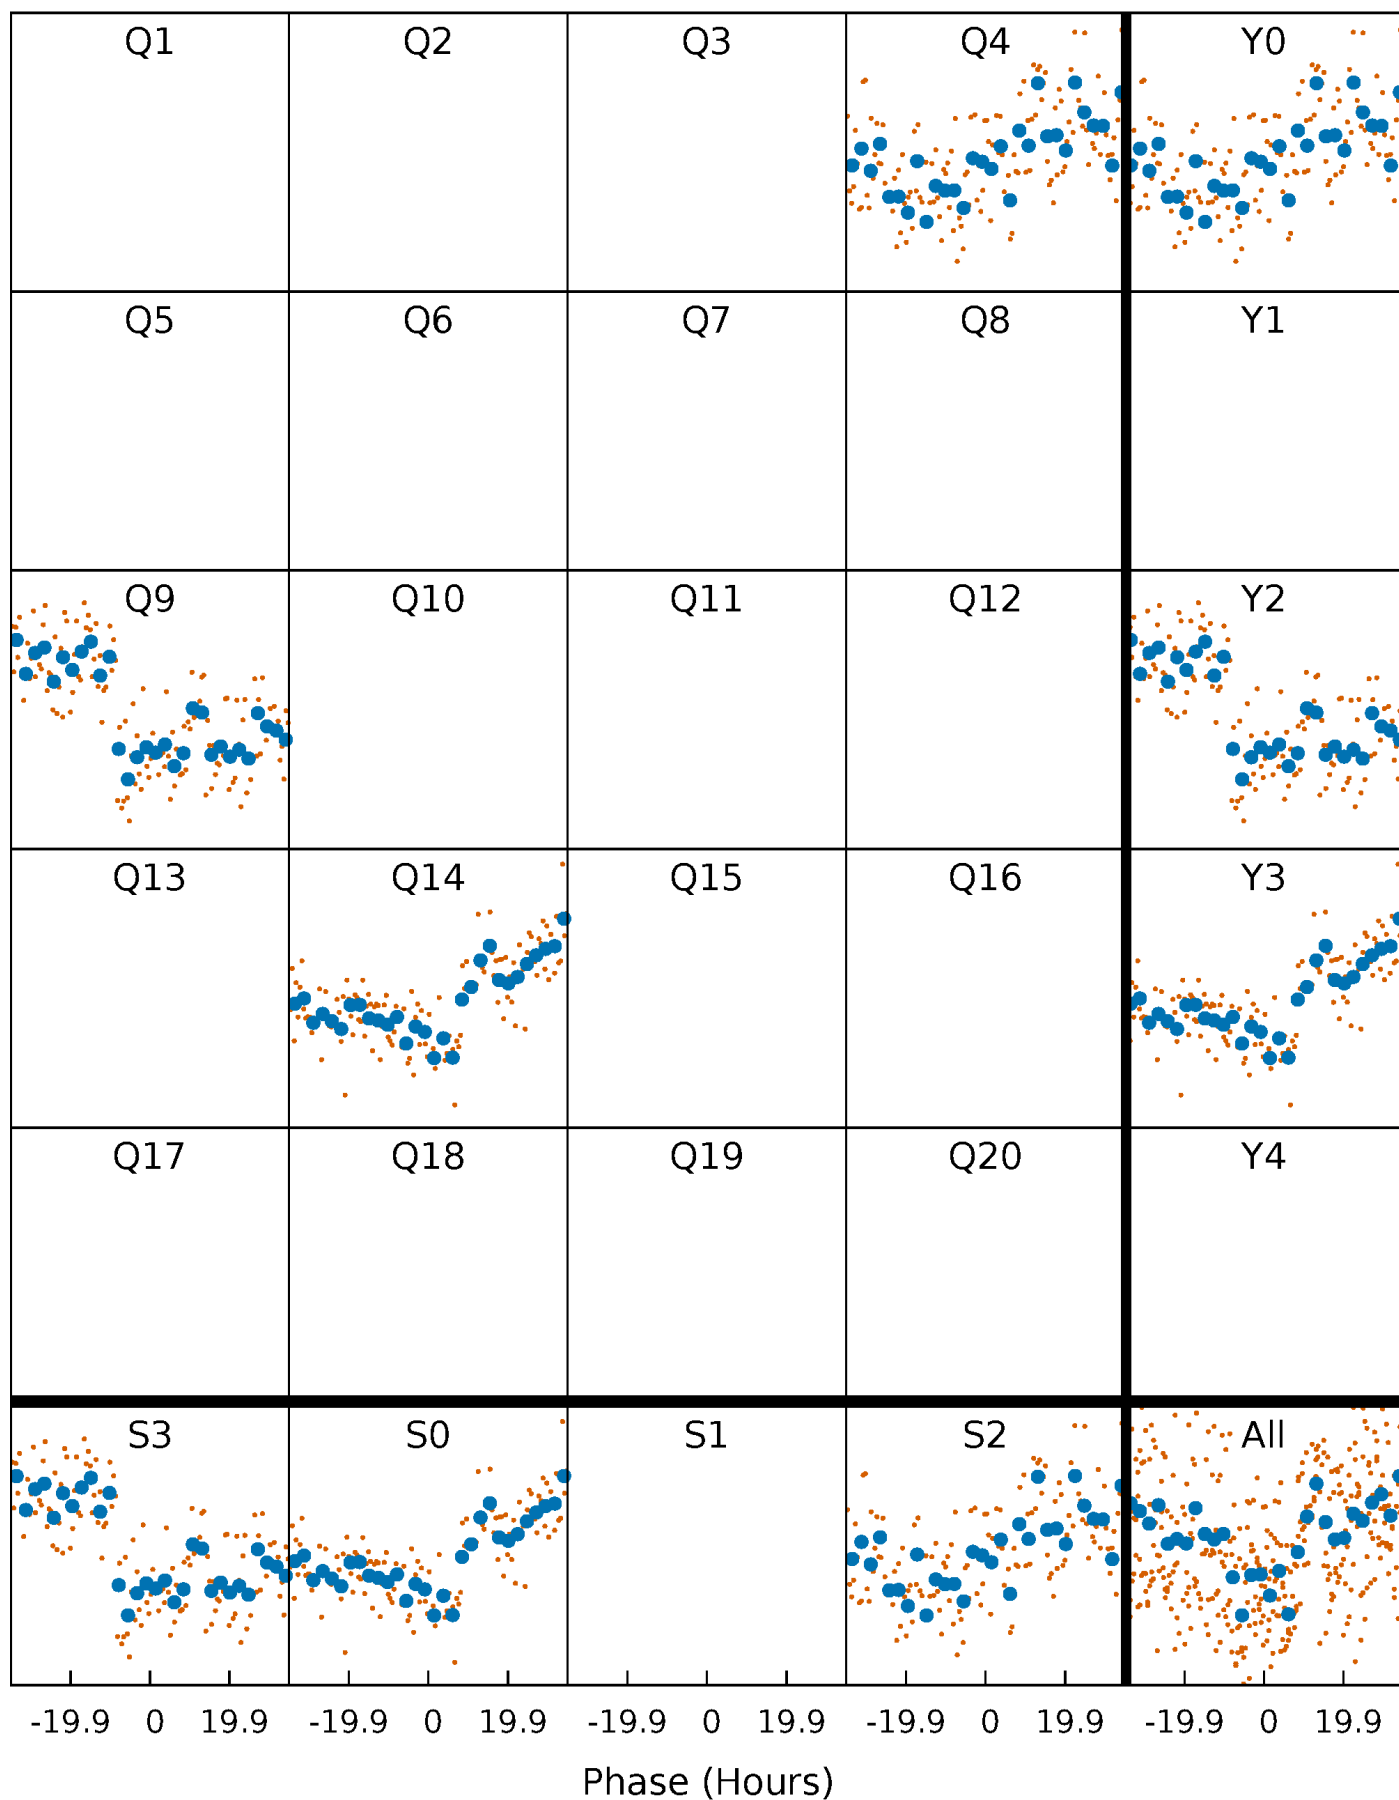 Q1 Q2 Q3 Q4 Y0
Q5 Q6 Q7 Q8 Y1
Q9 Q10 Q11 Q12 Y2
Q13 Q14 Q15 Q16 Y3
Q17 Q18 Q19 Q20 Y4
S3 S0 S1 S2 All
-19.9 0 19.9 -19.9 0 19.9 -19.9 0 19.9 -19.9 0 19.9 -19.9 0 19.9
Phase (Hours)